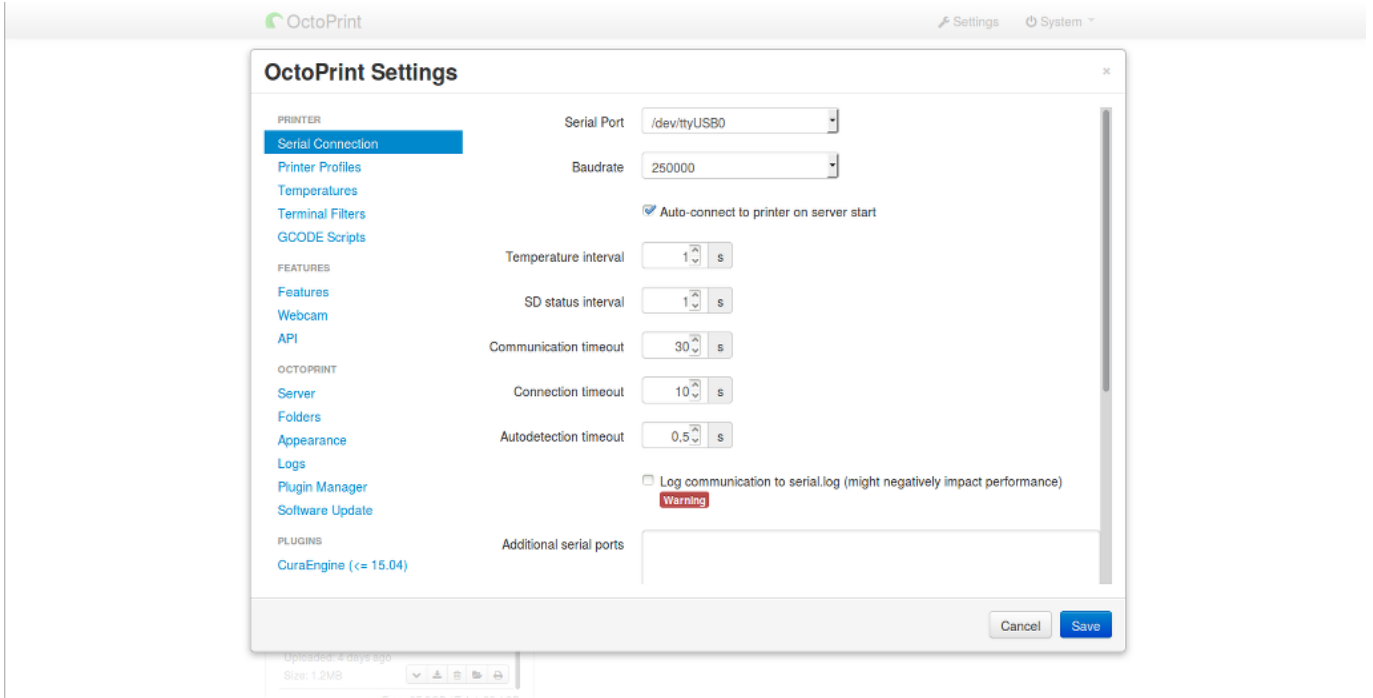 OctoPrint
Settings
System
OctoPrint Settings
×
PRINTER
Serial Connection
Printer Profiles
Temperatures
Terminal Filters
GCODE Scripts
FEATURES
Features
Webcam
API
OCTOPRINT
Server
Folders
Appearance
Logs
Plugin Manager
Software Update
PLUGINS
CuraEngine (<= 15.04)
Serial Port /dev/ttyUSB0
Baudrate 250000
Auto-connect to printer on server start
Temperature interval 1 s
SD status interval 1 s
Communication timeout 30 s
Connection timeout 10 s
Autodetection timeout 0,5 s
Log communication to serial.log (might negatively impact performance)
Warning
Additional serial ports
Cancel
Save
Uploaded: 4 days ago
Size: 1.2MB